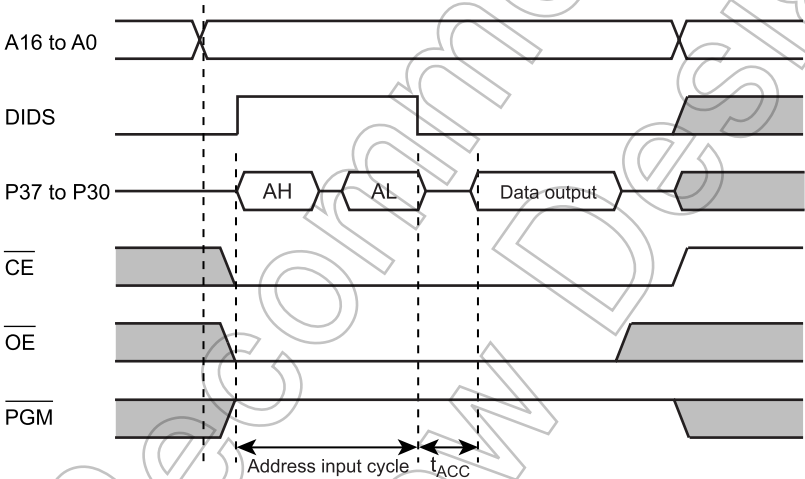 A16 to A0
DIDS
P37 to P30
AH AL Data output
CE
OE
PGM
Address input cycle tACC